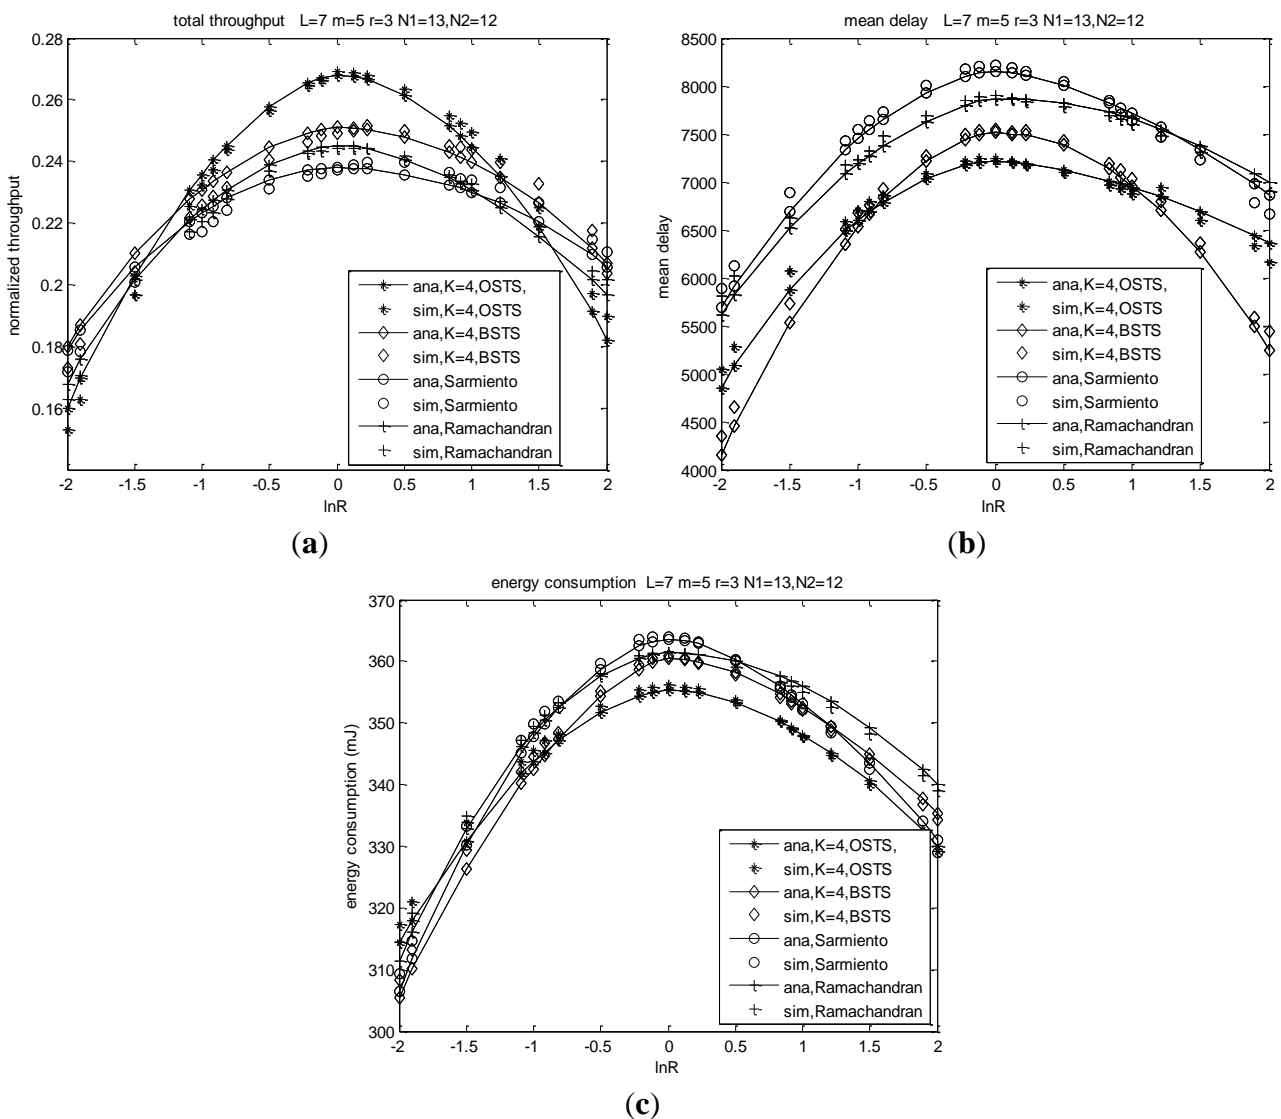 total throughput L=7 m=5 r=3 N1=13,N2=12
0.28
0.26
0.24
0.22
0.2
0.18
0.16
normalized throughput
-2 -1.5 -1 -0.5 0 0.5 1 1.5 2
lnR
ana,K=4,OSTS,
sim,K=4,OSTS
ana,K=4,BSTS
sim,K=4,BSTS
ana,Sarmiento
sim,Sarmiento
ana,Ramachandran
sim,Ramachandran
(a)
mean delay L=7 m=5 r=3 N1=13,N2=12
8500
8000
7500
7000
6500
6000
5500
5000
4500
4000
mean delay
-2 -1.5 -1 -0.5 0 0.5 1 1.5 2
lnR
ana,K=4,OSTS,
sim,K=4,OSTS
ana,K=4,BSTS
sim,K=4,BSTS
ana,Sarmiento
sim,Sarmiento
ana,Ramachandran
sim,Ramachandran
(b)
energy consumption L=7 m=5 r=3 N1=13,N2=12
370
360
350
340
330
320
310
300
energy consumption (mJ)
-2 -1.5 -1 -0.5 0 0.5 1 1.5 2
lnR
ana,K=4,OSTS,
sim,K=4,OSTS
ana,K=4,BSTS
sim,K=4,BSTS
ana,Sarmiento
sim,Sarmiento
ana,Ramachandran
sim,Ramachandran
(c)